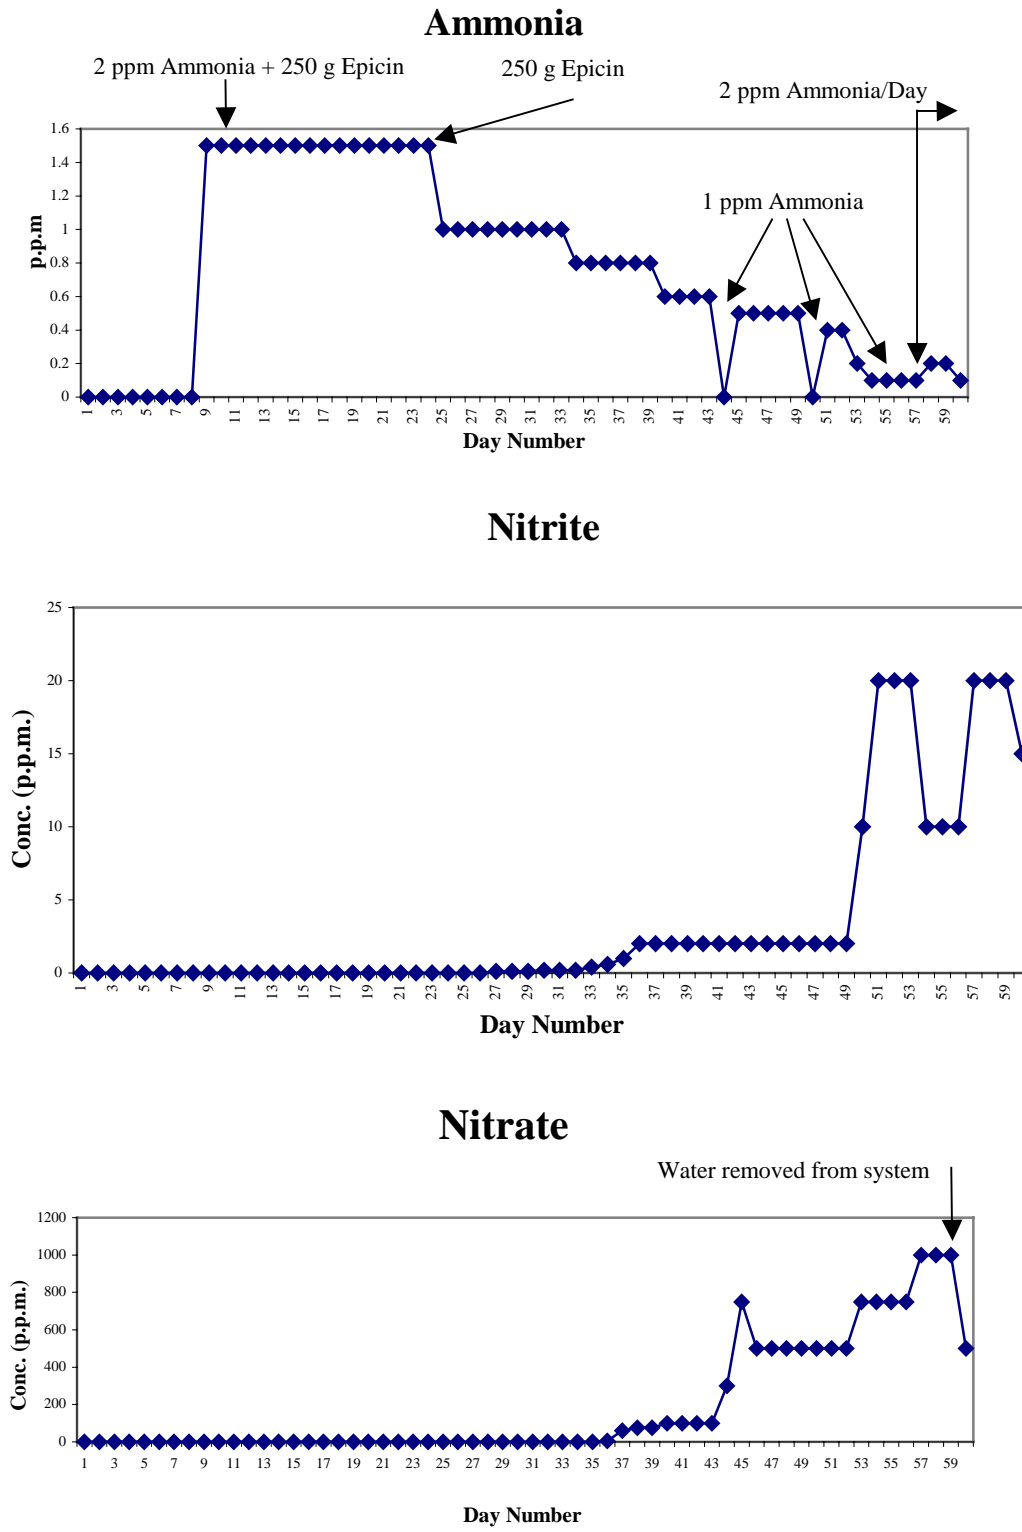 Ammonia
2 ppm Ammonia + 250 g Epicin
250 g Epicin
2 ppm Ammonia/Day
1 ppm Ammonia
p.p.m
1.6
1.4
1.2
1
0.8
0.6
0.4
0.2
0
1 3 5 7 9 11 13 15 17 19 21 23 25 27 29 31 33 35 37 39 41 43 45 47 49 51 53 55 57 59
Day Number
Nitrite
Conc. (p.p.m.)
25
20
15
10
5
0
1 3 5 7 9 11 13 15 17 19 21 23 25 27 29 31 33 35 37 39 41 43 45 47 49 51 53 55 57 59
Day Number
Nitrate
Water removed from system
Conc. (p.p.m.)
1200
1000
800
600
400
200
0
1 3 5 7 9 11 13 15 17 19 21 23 25 27 29 31 33 35 37 39 41 43 45 47 49 51 53 55 57 59
Day Number